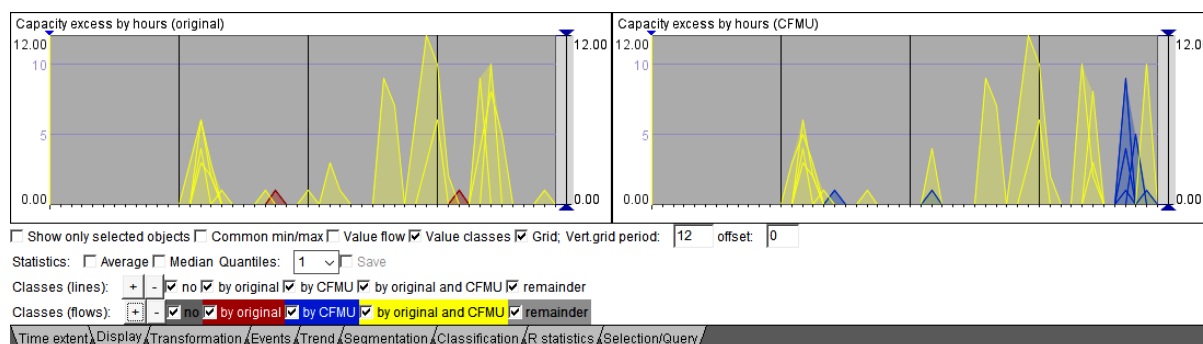 Capacity excess by hours (original)
12.00
12.00
10
5
0.00
0.00
Capacity excess by hours (CFMU)
12.00
12.00
10
5
0.00
0.00
Show only selected objects Common min/max Value flow Value classes Grid; Vert.grid period: 12 offset: 0
Statistics: Average Median Quantiles: 1 Save
Classes (lines): + - no by original by CFMU by original and CFMU remainder
Classes (flows): + - no by original by CFMU by original and CFMU remainder
Time extent Display Transformation Events Trend Segmentation Classification R statistics Selection/Query